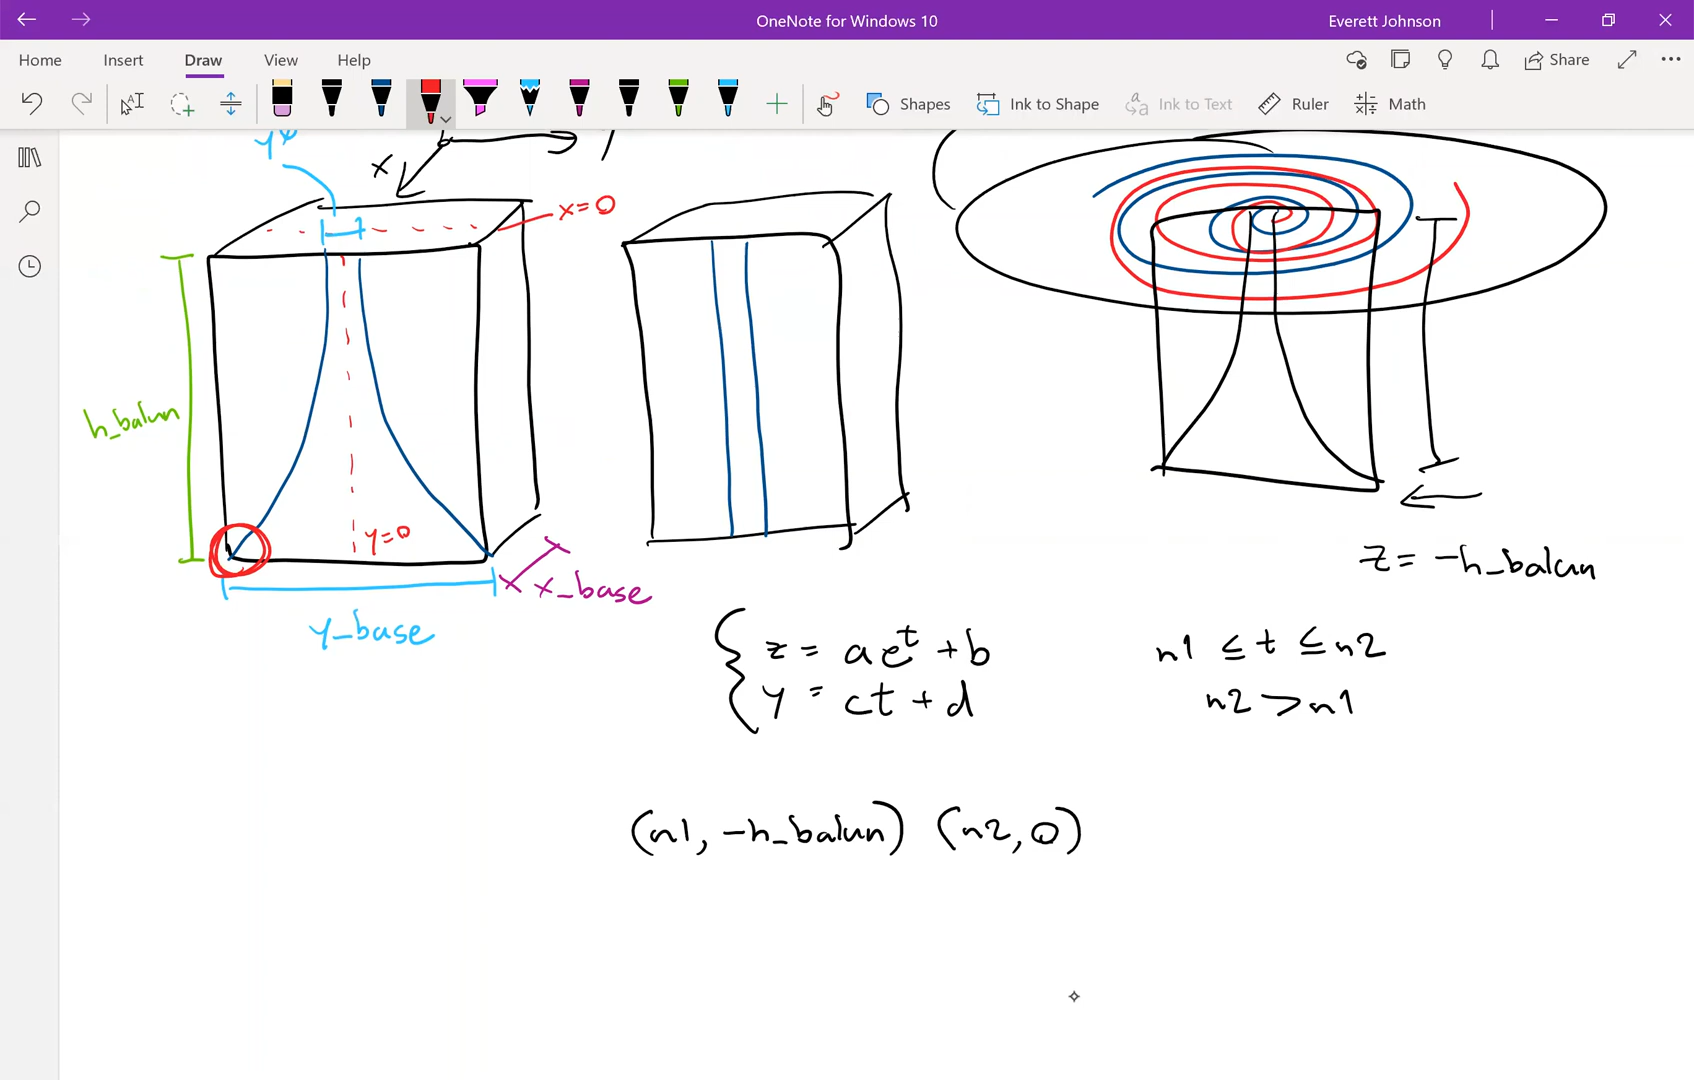 OneNote for Windows 10
Everett Johnson
Home Insert Draw View Help
Share
Shapes
Ink to Shape
Ink to Text
Ruler
Math
x
x=0
h_balun
y=0
x_base
y_base
z = -h_balun
z = ae^t + b
y = ct + d
n1 ≤ t ≤ n2
n2 > n1
(n1, -h_balun) (n2, 0)